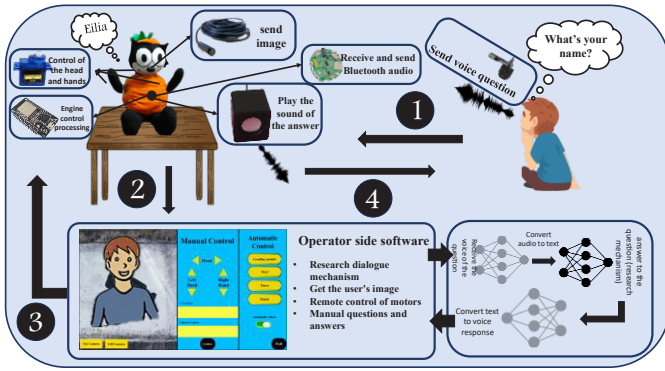 Eilia
send
image
Control of
the head
and hands
Engine
control
processing
Receive and send
Bluetooth audio
Play the
sound of
the answer
Send voice question
What's your
name?
1
2
3
4
Manual Control
Head
Left
Hand
Right
Hand
Automatic
Control
Operator side software
• Research dialogue
mechanism
• Get the user's image
• Remote control of motors
• Manual questions and
answers
Receive the
voice of the
question
Convert
audio to text
answer to the
question (research
mechanism)
Convert text
to voice
response